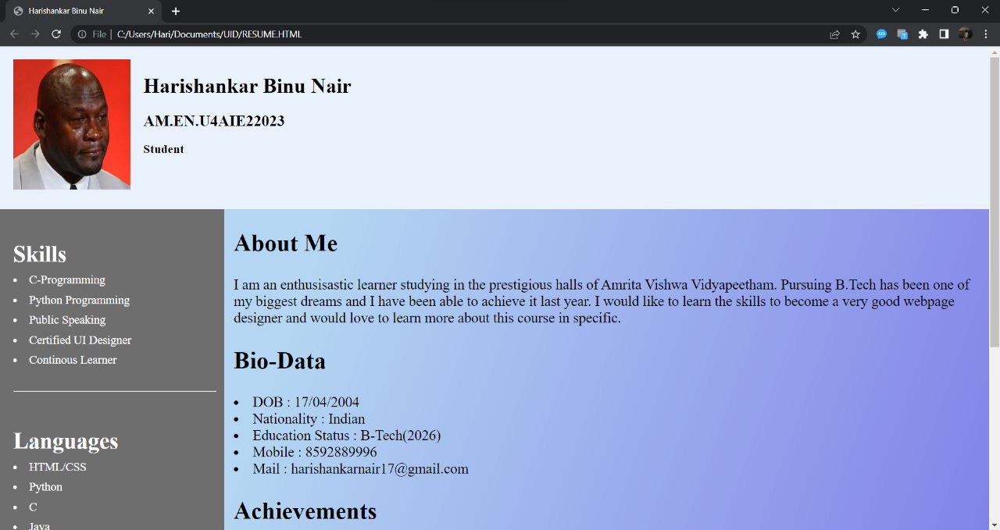 Harishankar Binu Nair
File
C:/Users/Hari/Documents/UID/RESUME.HTML
Harishankar Binu Nair
AM.EN.U4AIE22023
Student
Skills
C-Programming
Python Programming
Public Speaking
Certified UI Designer
Continous Learner
Languages
HTML/CSS
Python
C
Java
About Me
I am an enthusisastic learner studying in the prestigious halls of Amrita Vishwa Vidyapeetham. Pursuing B.Tech has been one of
my biggest dreams and I have been able to achieve it last year. I would like to learn the skills to become a very good webpage
designer and would love to learn more about this course in specific.
Bio-Data
DOB : 17/04/2004
Nationality : Indian
Education Status : B-Tech(2026)
Mobile : 8592889996
Mail : harishankarnair17@gmail.com
Achievements